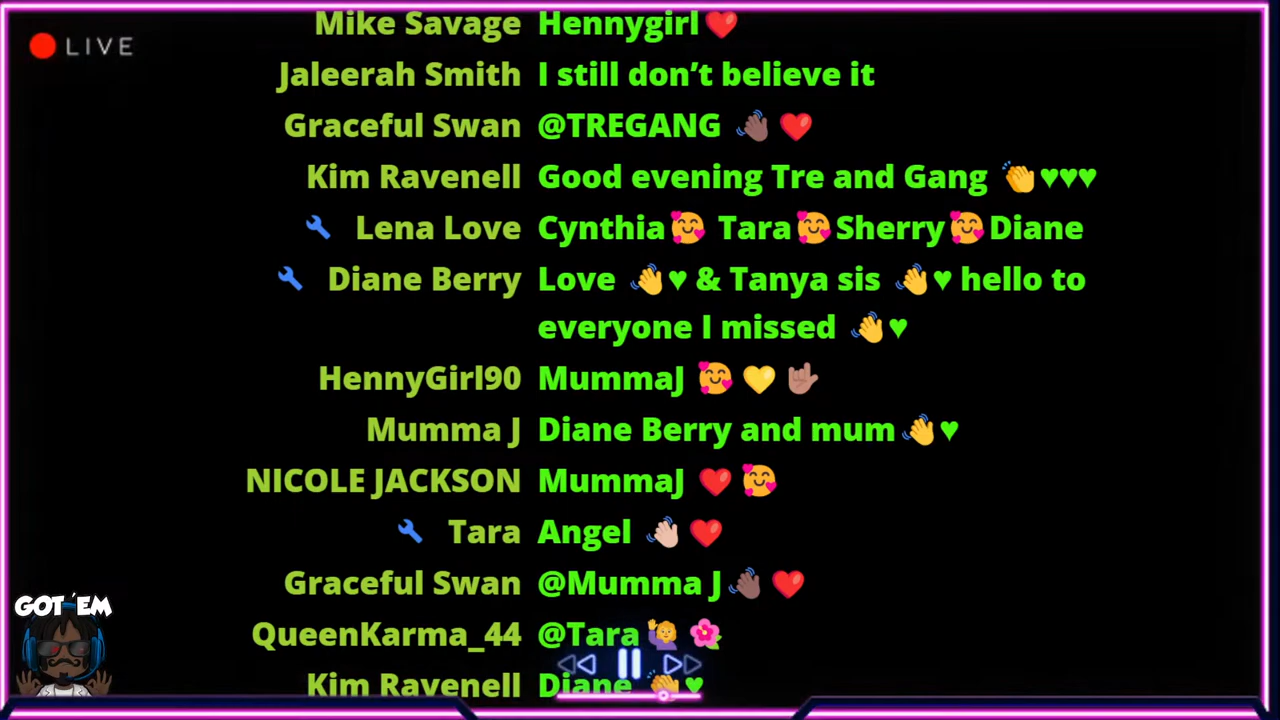 LIVE
Mike Savage Hennygirl❤️
Jaleerah Smith I still don’t believe it
Graceful Swan @TREGANG 👋🏿 ❤️
Kim Ravenell Good evening Tre and Gang 👏♥♥♥
Lena Love Cynthia🥰 Tara🥰Sherry🥰Diane
Diane Berry Love 👋♥ & Tanya sis 👋♥ hello to
everyone I missed 👋♥
HennyGirl90 MummaJ 🥰 💛 🤟🏽
Mumma J Diane Berry and mum 👋♥
NICOLE JACKSON MummaJ ❤️ 🥰
Tara Angel 👋🏻 ❤️
Graceful Swan @Mumma J 👋🏿 ❤️
GOT 'EM
QueenKarma_44 @Tara 🙋 🌺
Kim Ravenell Diane 👏♥